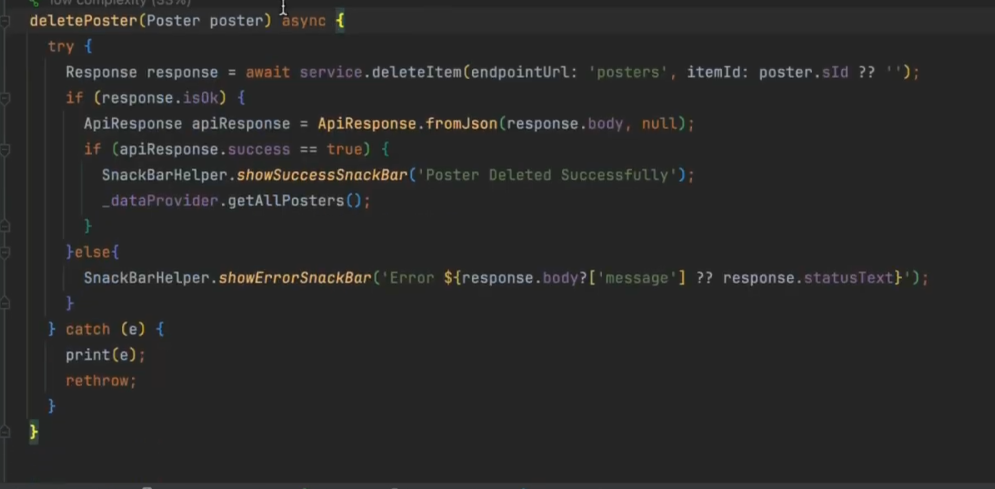 low complexity (33%)
deletePoster(Poster poster) async {
try {
Response response = await service.deleteItem(endpointUrl: 'posters', itemId: poster.sId ?? '');
if (response.isOk) {
ApiResponse apiResponse = ApiResponse.fromJson(response.body, null);
if (apiResponse.success == true) {
SnackBarHelper.showSuccessSnackBar('Poster Deleted Successfully');
_dataProvider.getAllPosters();
}
}else{
SnackBarHelper.showErrorSnackBar('Error ${response.body?['message'] ?? response.statusText}');
}
} catch (e) {
print(e);
rethrow;
}
}